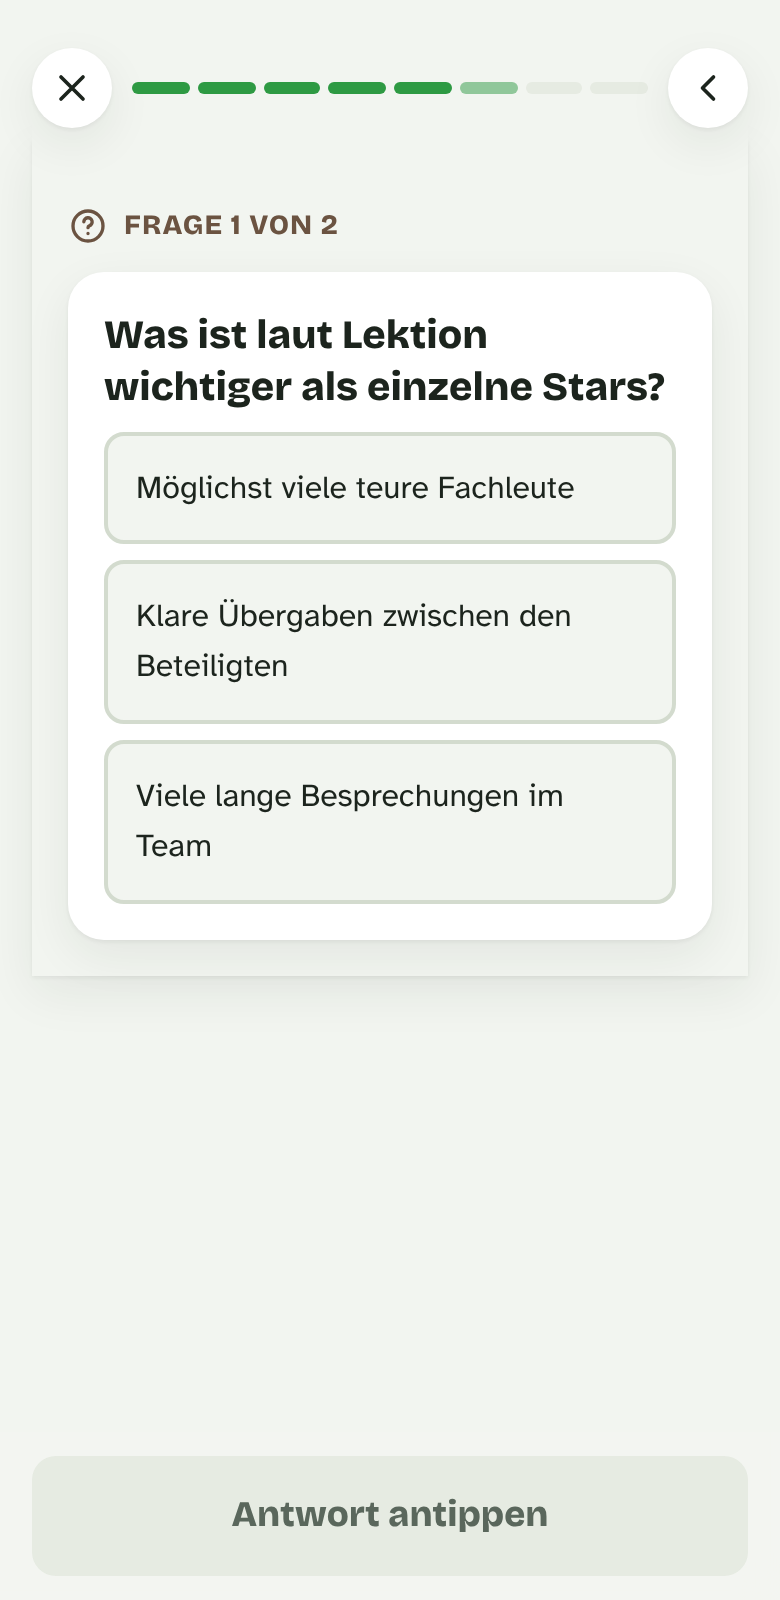 FRAGE 1 VON 2
Was ist laut Lektion
wichtiger als einzelne Stars?
Möglichst viele teure Fachleute
Klare Übergaben zwischen den
Beteiligten
Viele lange Besprechungen im
Team
Antwort antippen